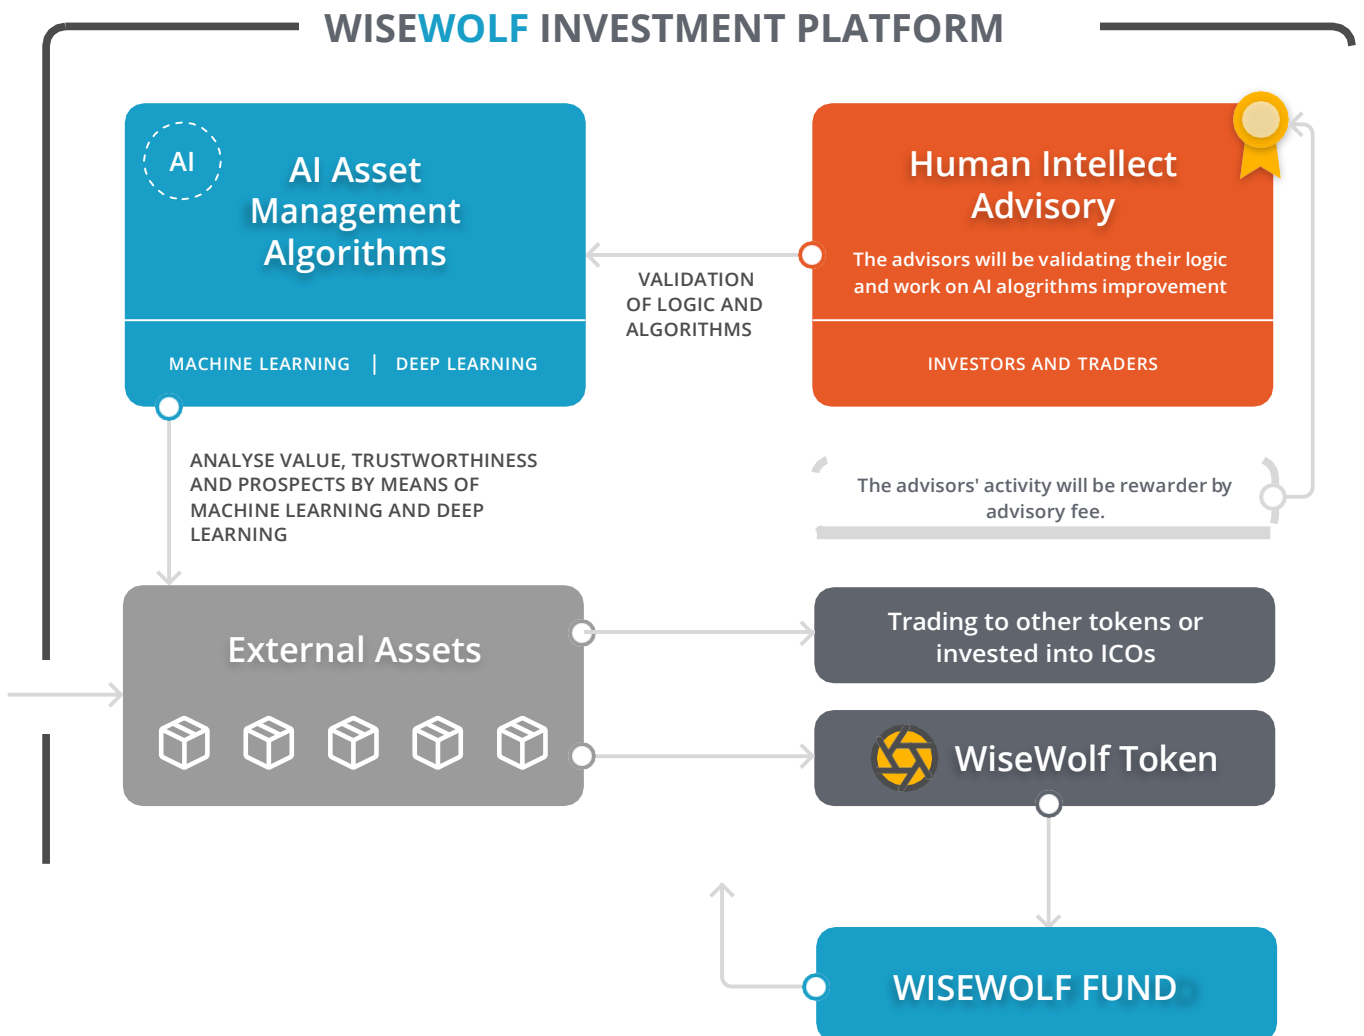 WISEWOLF INVESTMENT PLATFORM
AI
AI Asset
Management
Algorithms
MACHINE LEARNING | DEEP LEARNING
Human Intellect
Advisory
The advisors will be validating their logic
and work on AI alogrithms improvement
INVESTORS AND TRADERS
VALIDATION
OF LOGIC AND
ALGORITHMS
ANALYSE VALUE, TRUSTWORTHINESS
AND PROSPECTS BY MEANS OF
MACHINE LEARNING AND DEEP
LEARNING
The advisors' activity will be rewarder by
advisory fee.
External Assets
Trading to other tokens or
invested into ICOs
WiseWolf Token
WISEWOLF FUND